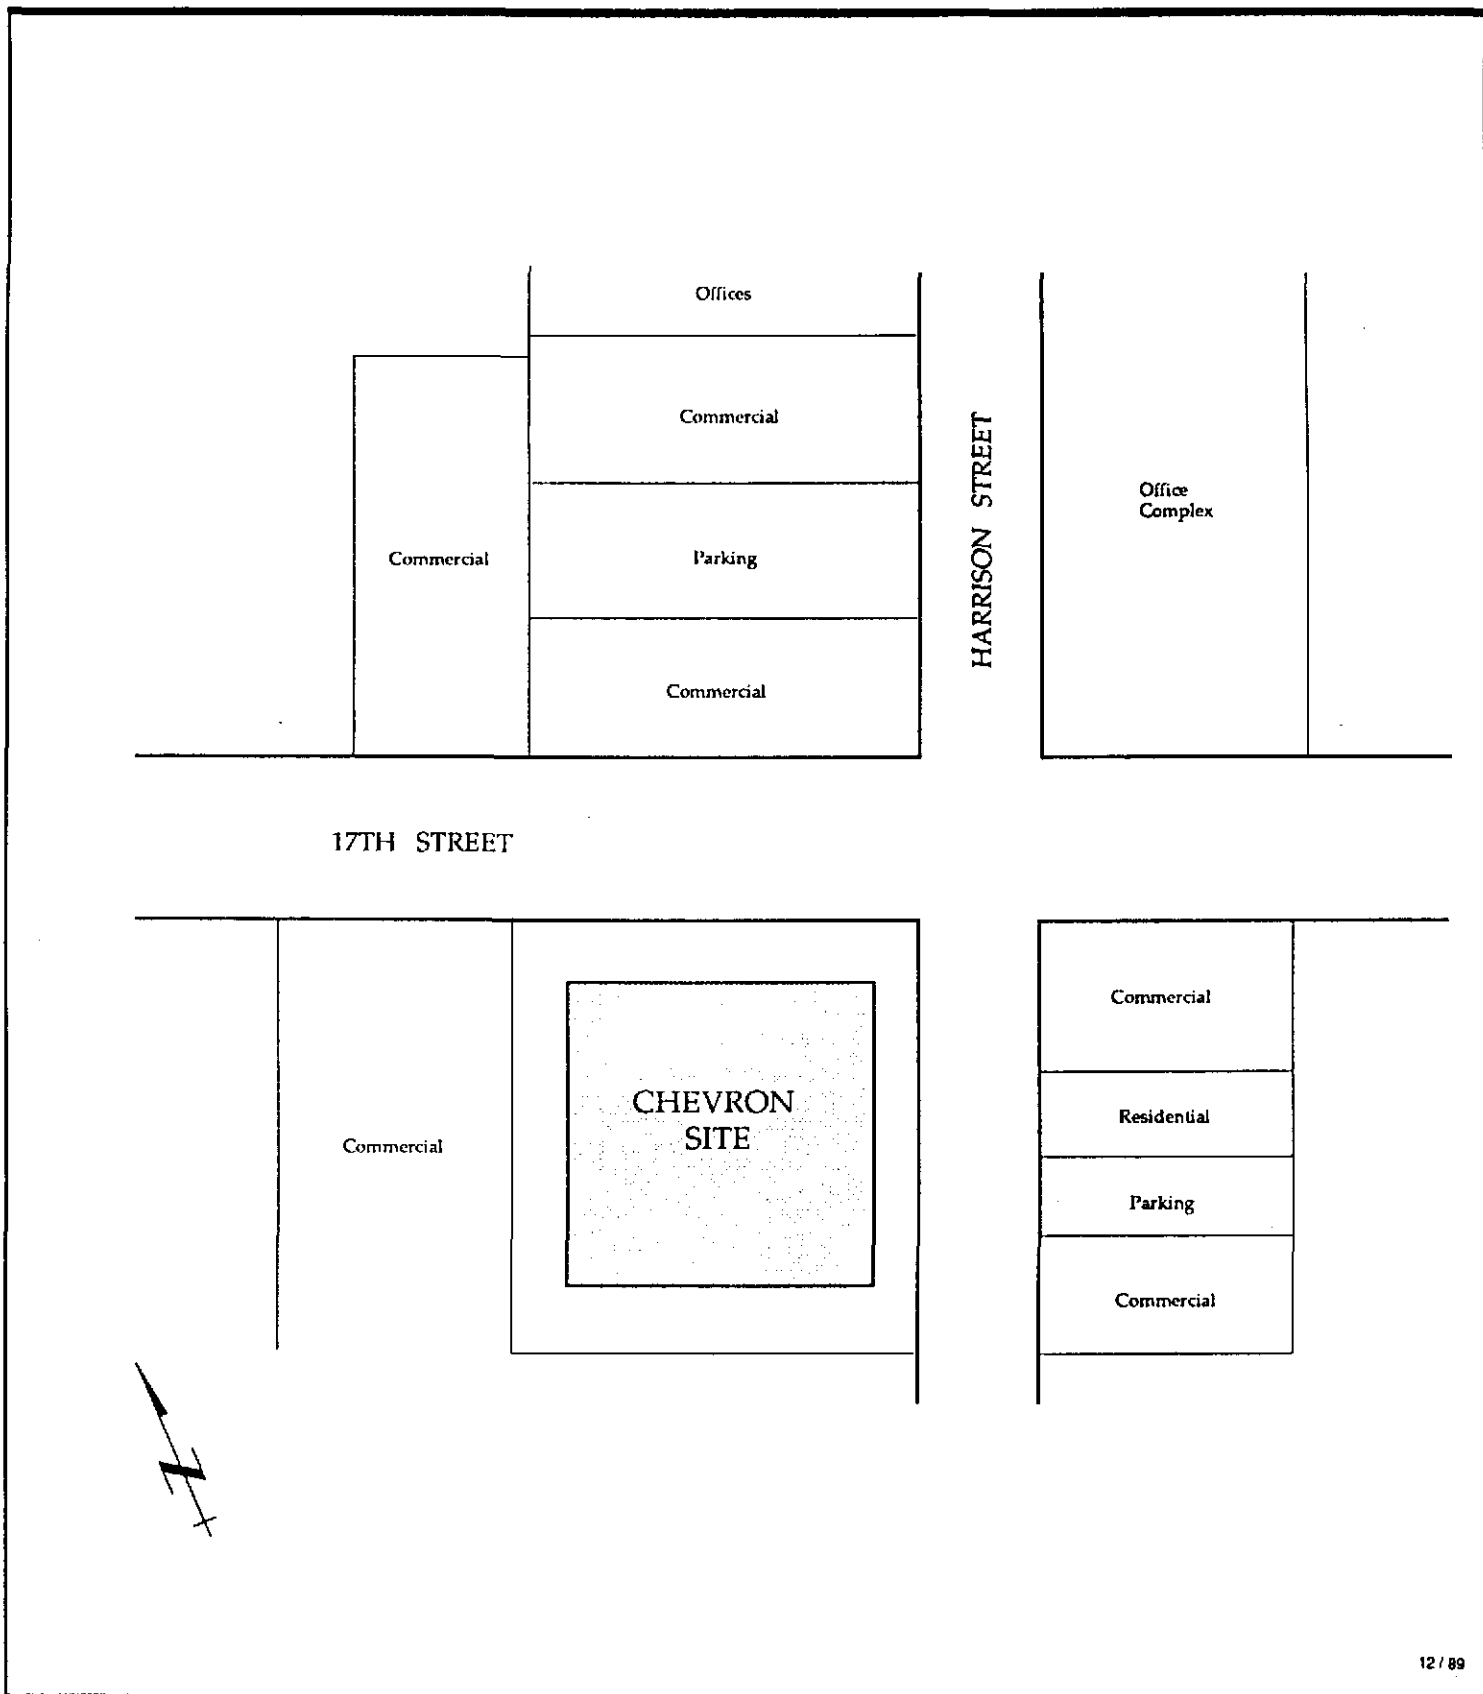 Offices
Commercial
HARRISON STREET
Office
Complex
Commercial
Parking
Commercial
17TH STREET
Commercial
CHEVRON
SITE
Residential
Commercial
Parking
Commercial
N
12/89